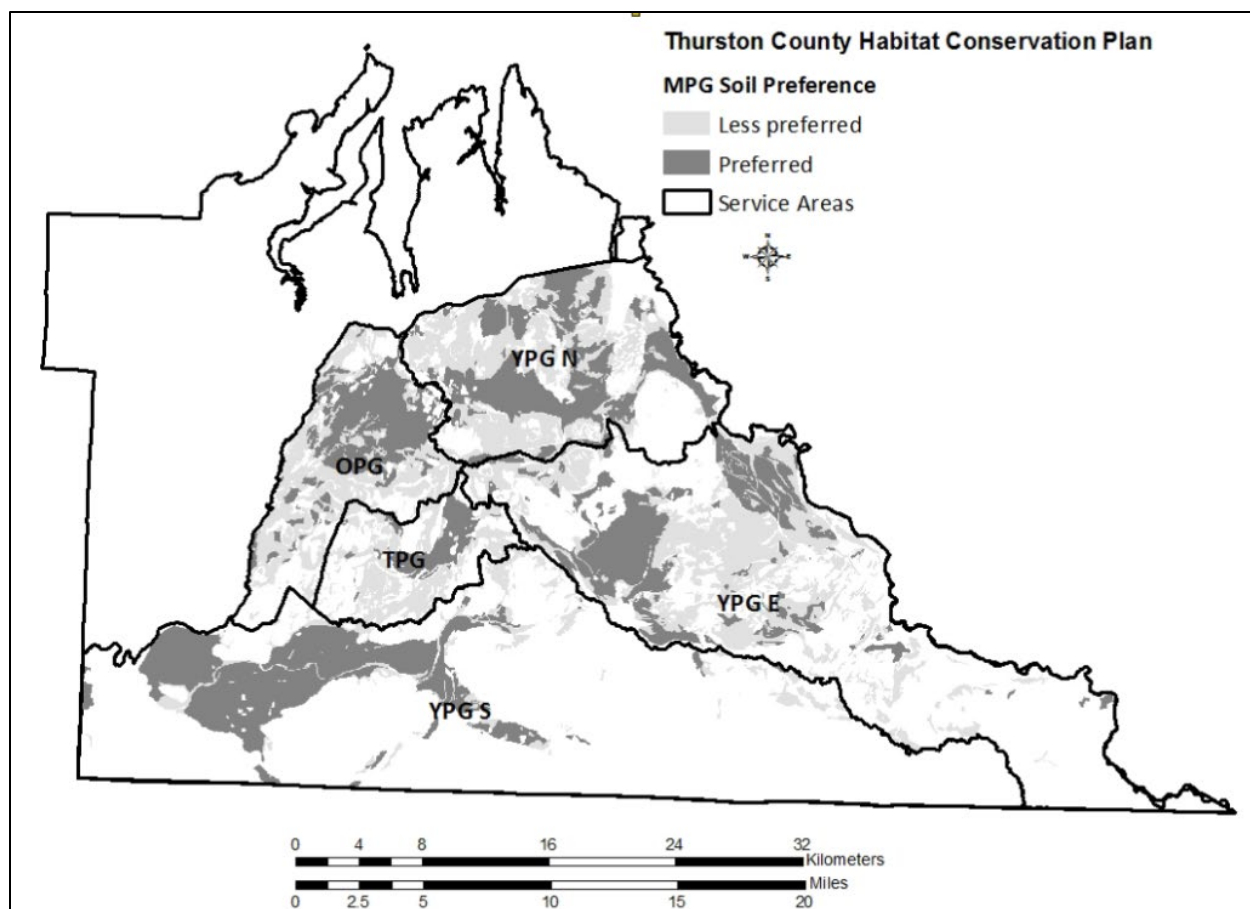 Thurston County Habitat Conservation Plan
MPG Soil Preference
Less preferred
Preferred
Service Areas
N
W E
S
YPG N
OPG
TPG
YPG E
YPG S
0 4 8 16 24 32
Kilometers
Miles
0 2.5 5 10 15 20